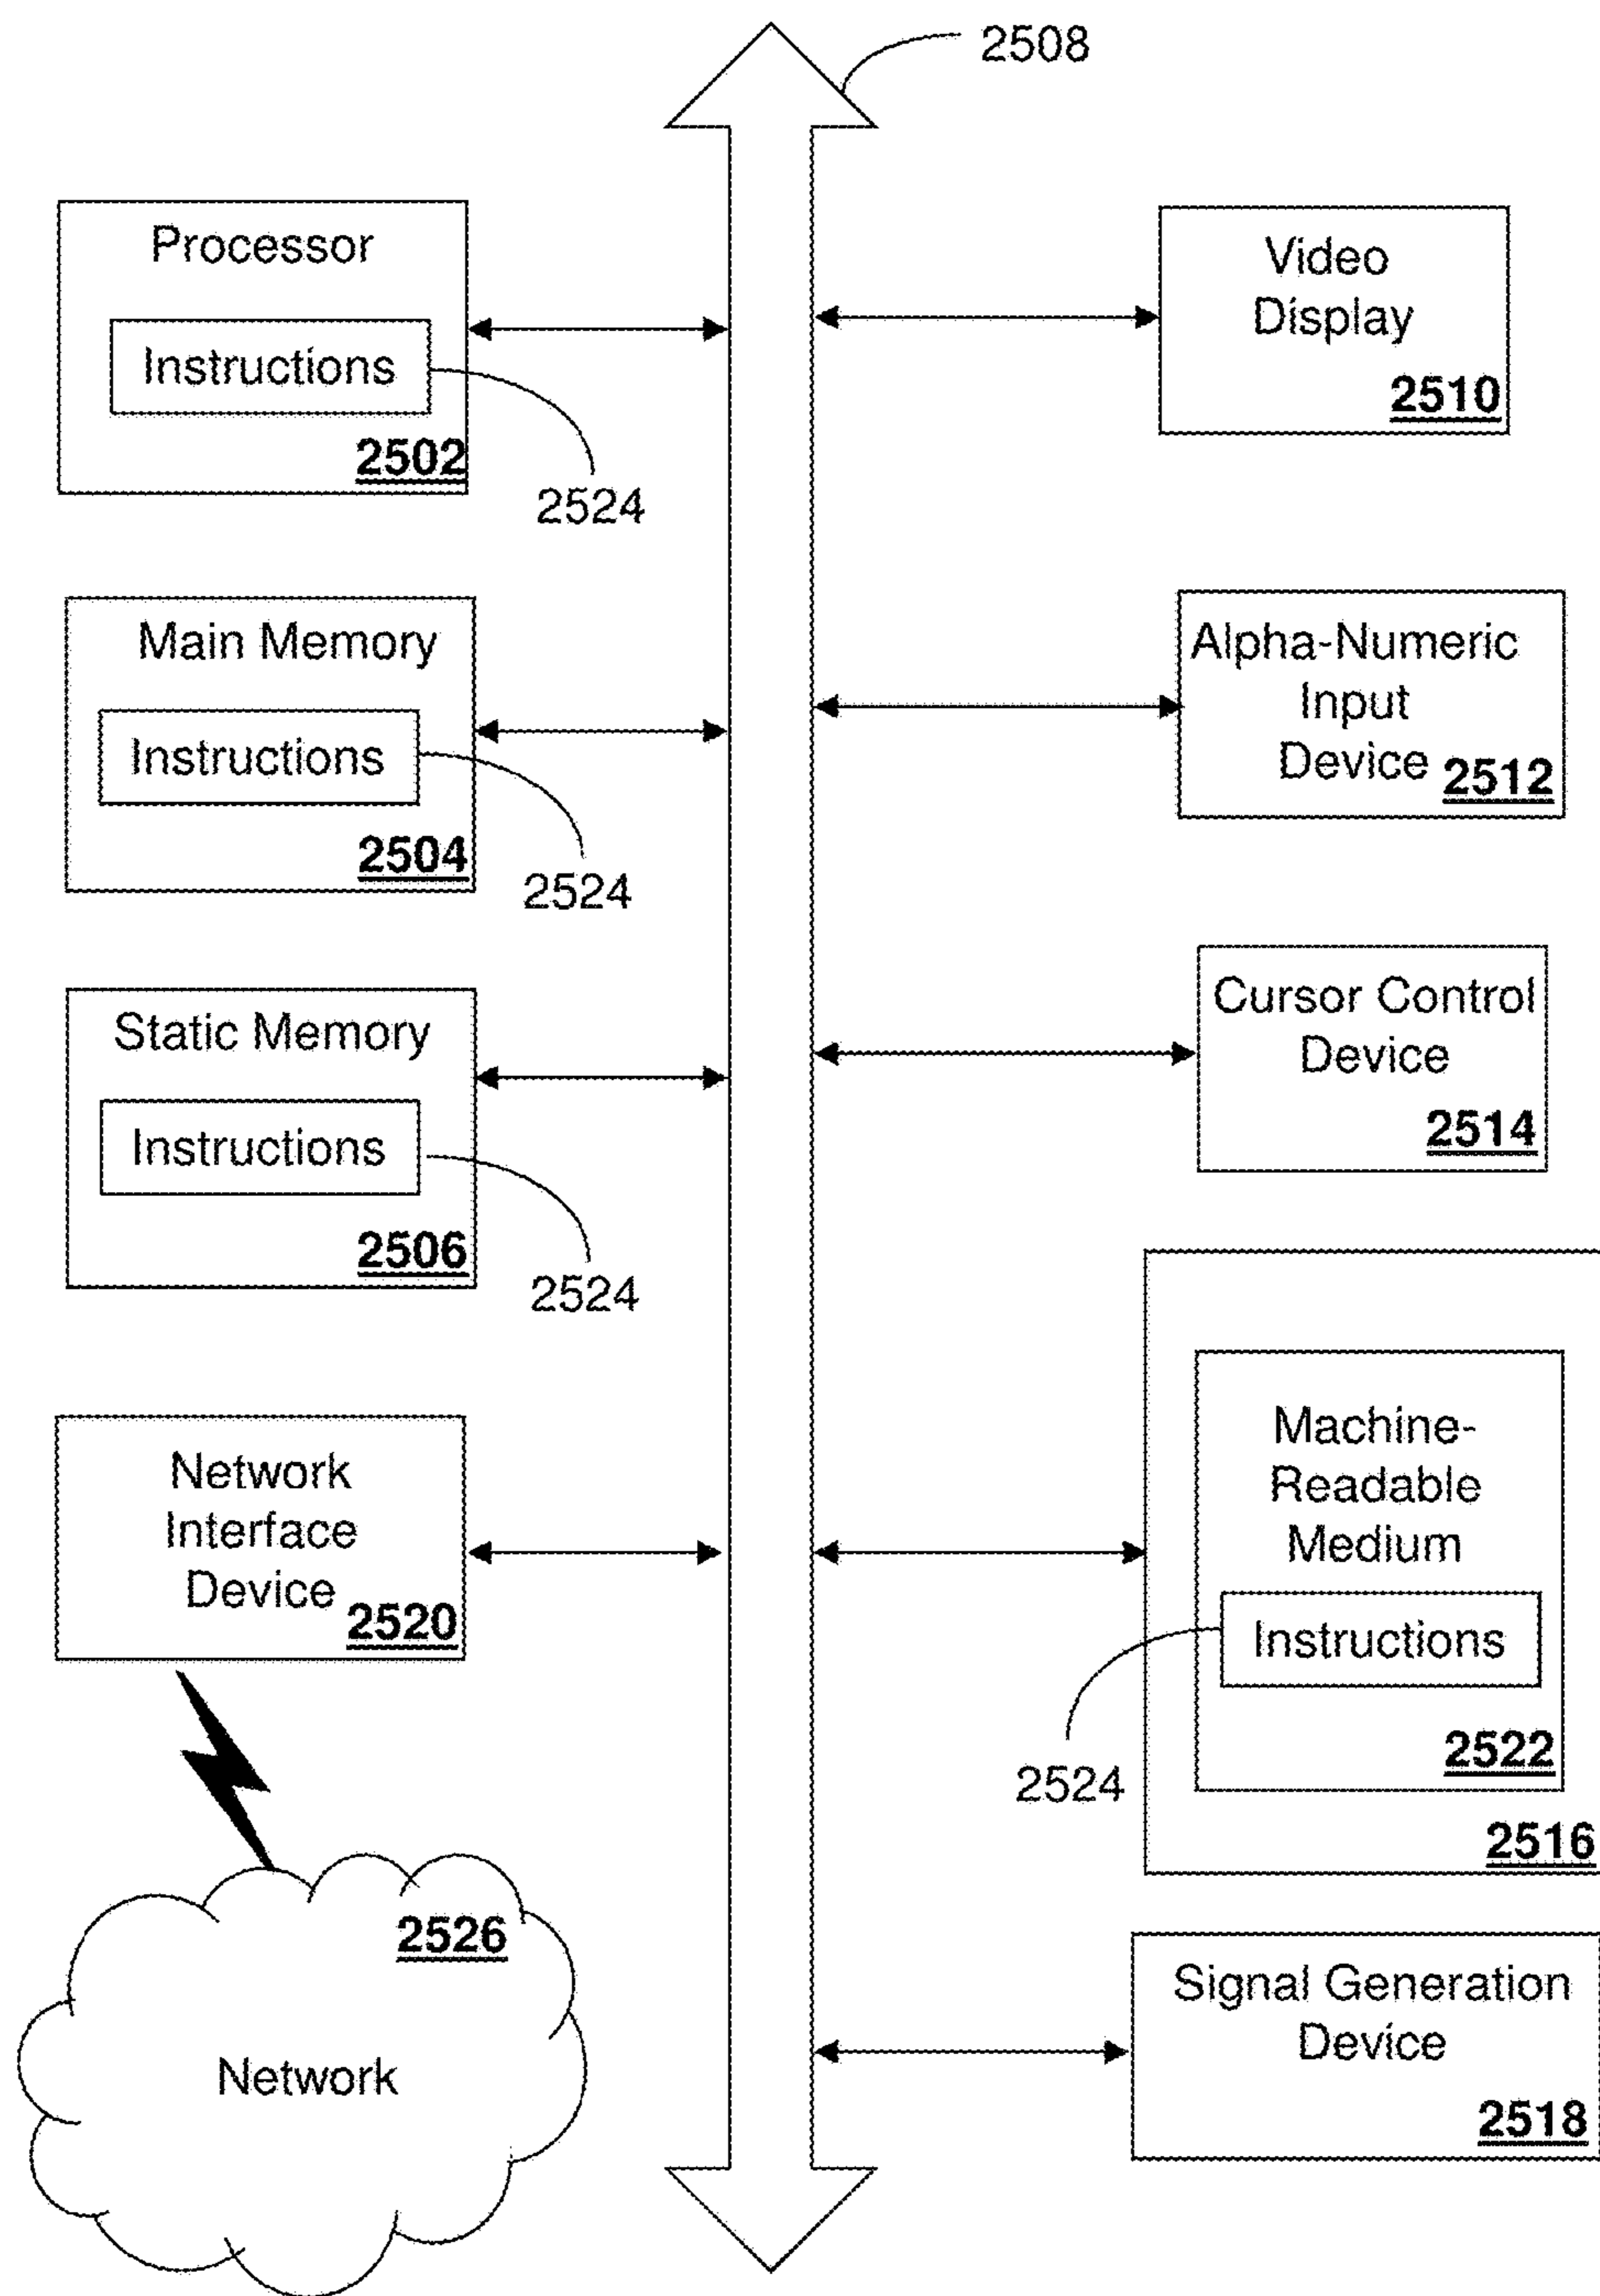 2508
Processor
Instructions
2502
2524
Main Memory
Instructions
2504
2524
Static Memory
Instructions
2506
2524
Network
Interface
Device
2520
2526
Network
Video
Display
2510
Alpha-Numeric
Input
Device 2512
Cursor Control
Device
2514
Machine-
Readable
Medium
Instructions
2522
2524
2516
Signal Generation
Device
2518